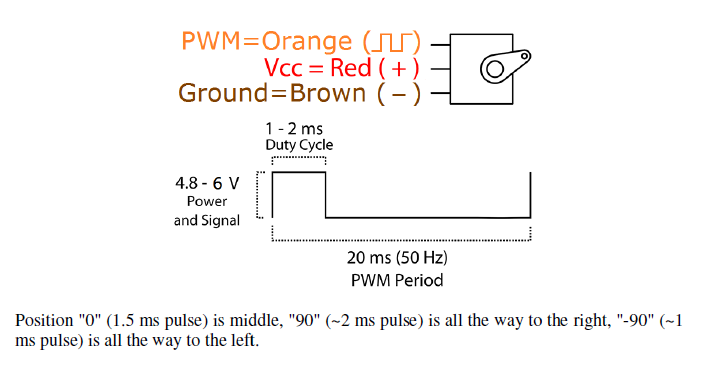 PWM=Orange (⎍⎍)
Vcc = Red ( + )
Ground=Brown ( − )
1 - 2 ms
Duty Cycle
4.8 - 6 V
Power
and Signal
20 ms (50 Hz)
PWM Period
Position "0" (1.5 ms pulse) is middle, "90" (~2 ms pulse) is all the way to the right, "-90" (~1
ms pulse) is all the way to the left.